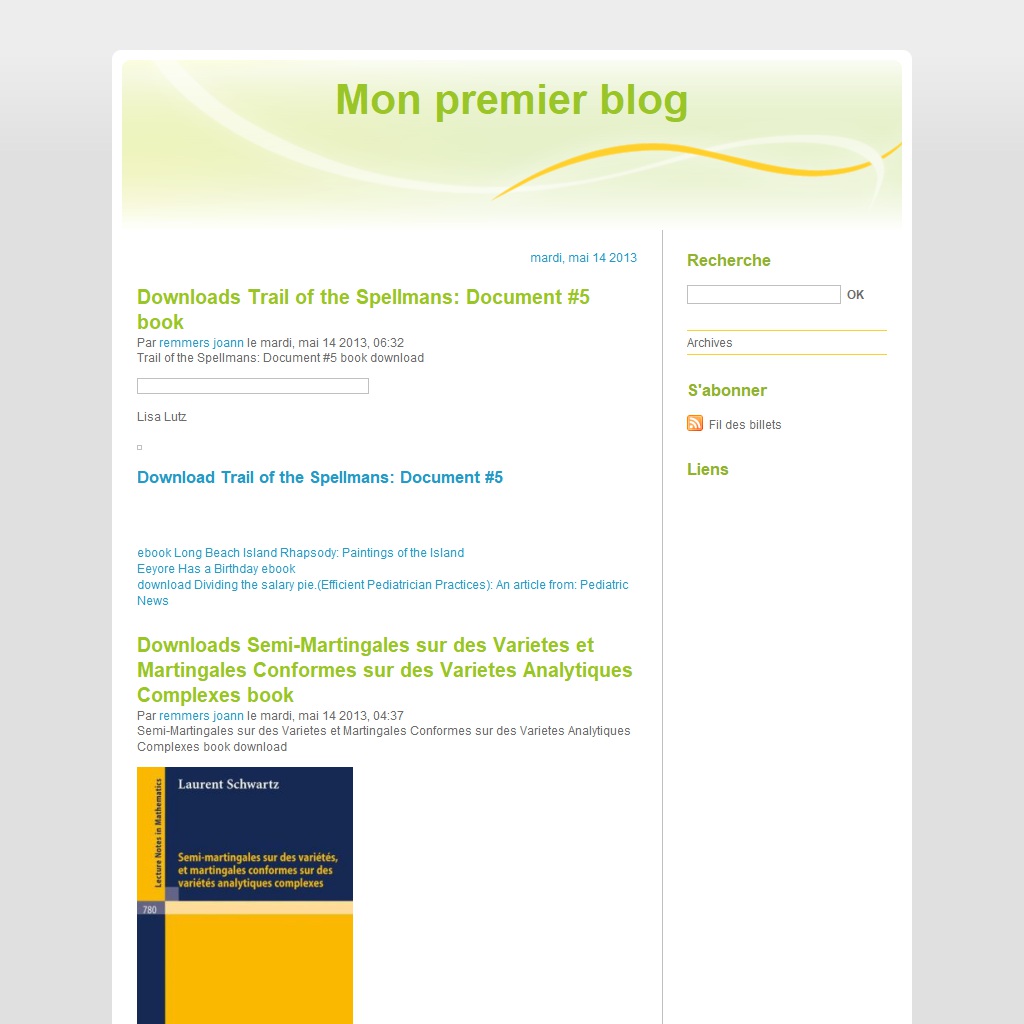 Mon premier blog
mardi, mai 14 2013
Downloads Trail of the Spellmans: Document #5
book
Par remmers joann le mardi, mai 14 2013, 06:32
Trail of the Spellmans: Document #5 book download
Lisa Lutz
Download Trail of the Spellmans: Document #5
ebook Long Beach Island Rhapsody: Paintings of the Island
Eeyore Has a Birthday ebook
download Dividing the salary pie.(Efficient Pediatrician Practices): An article from: Pediatric
News
Downloads Semi-Martingales sur des Varietes et
Martingales Conformes sur des Varietes Analytiques
Complexes book
Par remmers joann le mardi, mai 14 2013, 04:37
Semi-Martingales sur des Varietes et Martingales Conformes sur des Varietes Analytiques
Complexes book download
Lecture Notes in Mathematics
Laurent Schwartz
Semi-martingales sur des variétés,
et martingales conformes sur des
variétés analytiques complexes
780
Recherche
OK
Archives
S'abonner
Fil des billets
Liens